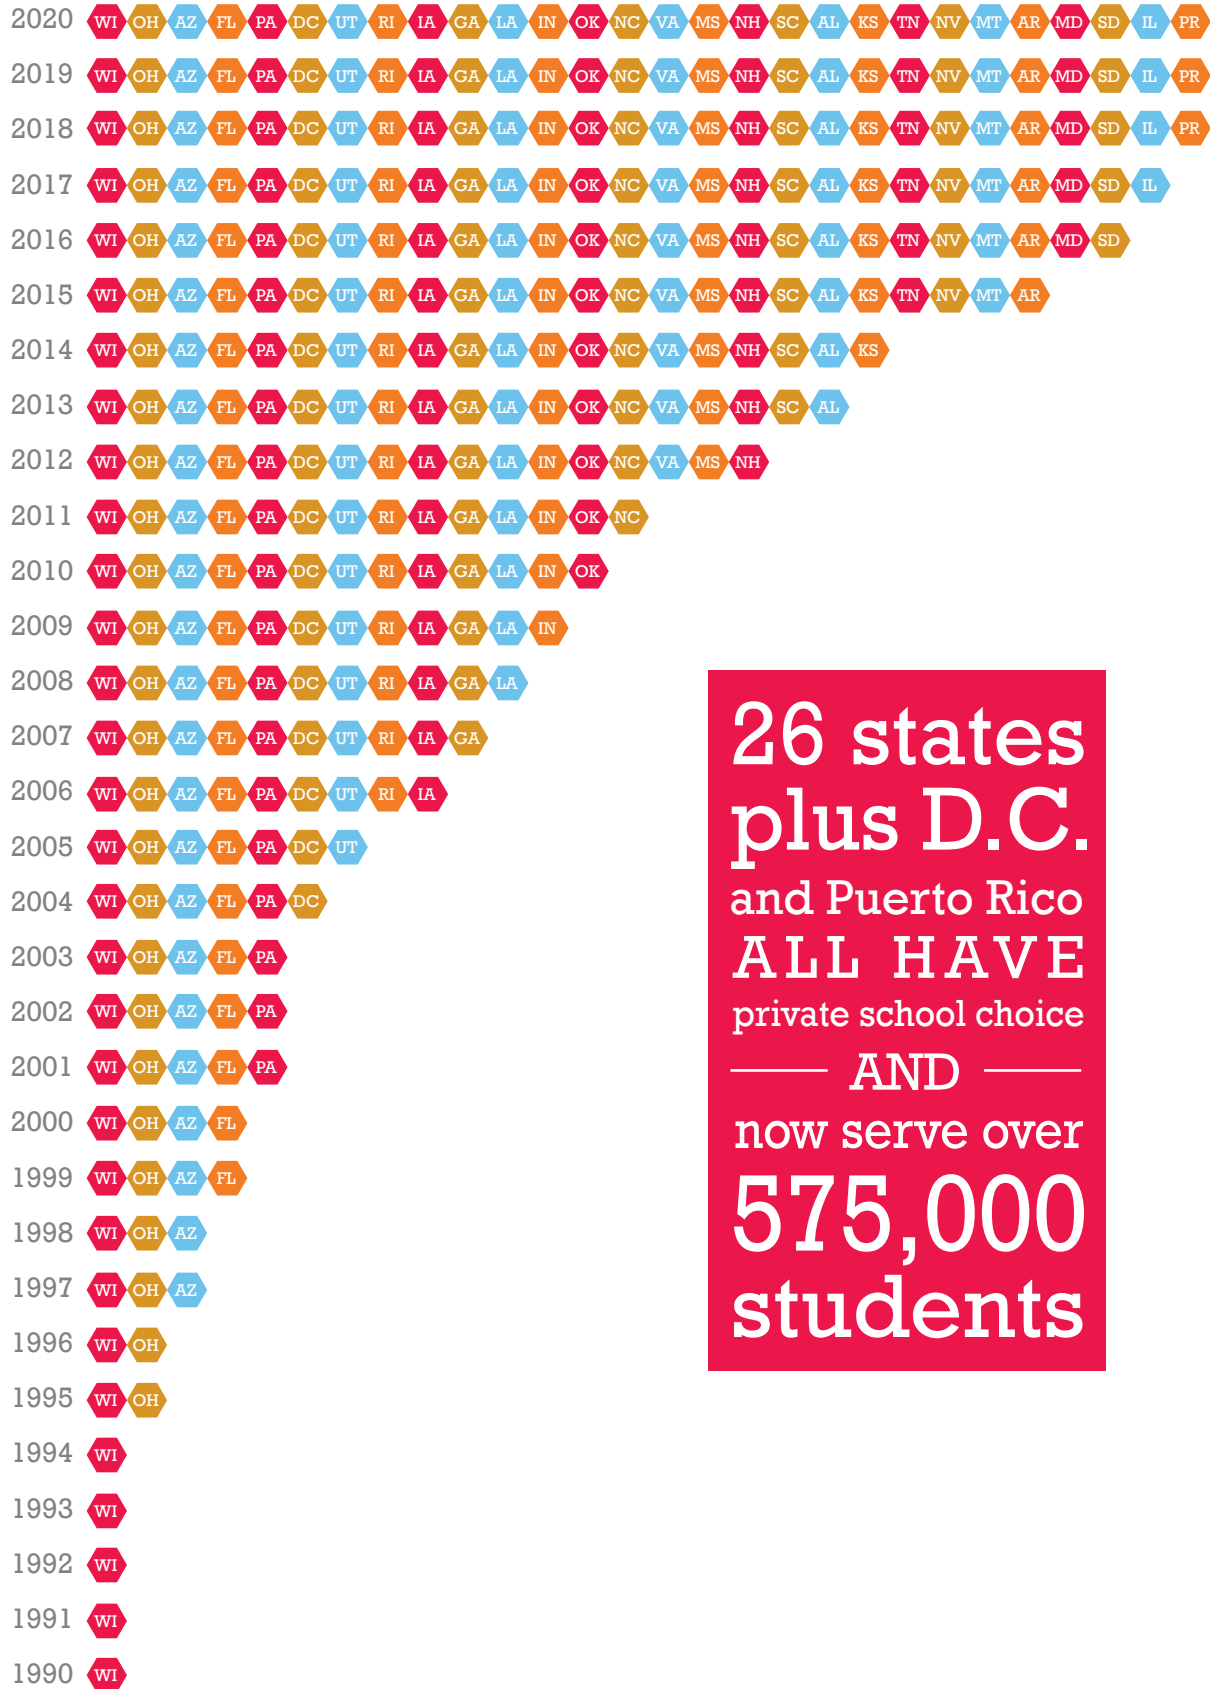 2020 WI OH AZ FL PA DC UT RI IA GA LA IN OK NC VA MS NH SC AL KS TN NV MT AR MD SD IL PR
2019 WI OH AZ FL PA DC UT RI IA GA LA IN OK NC VA MS NH SC AL KS TN NV MT AR MD SD IL PR
2018 WI OH AZ FL PA DC UT RI IA GA LA IN OK NC VA MS NH SC AL KS TN NV MT AR MD SD IL PR
2017 WI OH AZ FL PA DC UT RI IA GA LA IN OK NC VA MS NH SC AL KS TN NV MT AR MD SD IL
2016 WI OH AZ FL PA DC UT RI IA GA LA IN OK NC VA MS NH SC AL KS TN NV MT AR MD SD
2015 WI OH AZ FL PA DC UT RI IA GA LA IN OK NC VA MS NH SC AL KS TN NV MT AR
2014 WI OH AZ FL PA DC UT RI IA GA LA IN OK NC VA MS NH SC AL KS
2013 WI OH AZ FL PA DC UT RI IA GA LA IN OK NC VA MS NH SC AL
2012 WI OH AZ FL PA DC UT RI IA GA LA IN OK NC VA MS NH
2011 WI OH AZ FL PA DC UT RI IA GA LA IN OK NC
2010 WI OH AZ FL PA DC UT RI IA GA LA IN OK
2009 WI OH AZ FL PA DC UT RI IA GA LA IN
2008 WI OH AZ FL PA DC UT RI IA GA LA
2007 WI OH AZ FL PA DC UT RI IA GA
2006 WI OH AZ FL PA DC UT RI IA
2005 WI OH AZ FL PA DC UT
2004 WI OH AZ FL PA DC
2003 WI OH AZ FL PA
2002 WI OH AZ FL PA
2001 WI OH AZ FL PA
2000 WI OH AZ FL
1999 WI OH AZ FL
1998 WI OH AZ
1997 WI OH AZ
1996 WI OH
1995 WI OH
1994 WI
1993 WI
1992 WI
1991 WI
1990 WI
26 states
plus D.C.
and Puerto Rico
ALL HAVE
private school choice
AND
now serve over
575,000
students